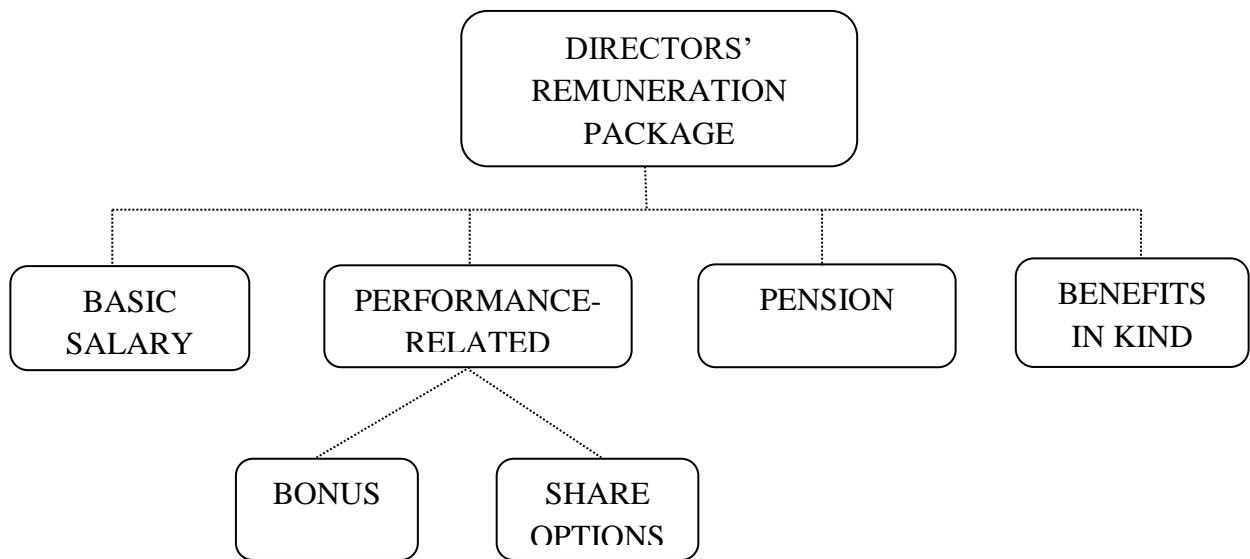 DIRECTORS’
REMUNERATION
PACKAGE
BASIC
SALARY
PERFORMANCE-
RELATED
PENSION
BENEFITS
IN KIND
BONUS
SHARE
OPTIONS